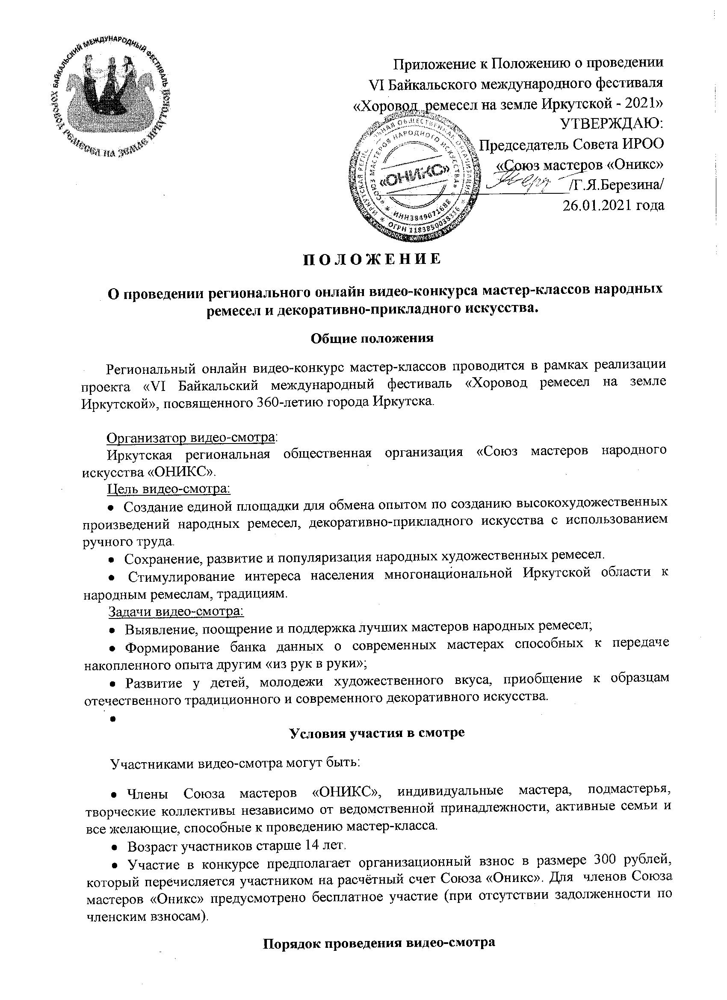 БАЙКАЛЬСКИЙ МЕЖДУНАРОДНЫЙ ФЕСТИВАЛЬ
ХОРОВОД РЕМЕСЕЛ НА ЗЕМЛЕ ИРКУТСКОЙ
Приложение к Положению о проведении
VI Байкальского международного фестиваля
«Хоровод ремесел на земле Иркутской - 2021»
УТВЕРЖДАЮ:
Председатель Совета ИРОО
«Союз мастеров «Оникс»
/Г.Я.Березина/
26.01.2021 года
ИРКУТСКАЯ РЕГИОНАЛЬНАЯ ОБЩЕСТВЕННАЯ ОРГАНИЗАЦИЯ
«СОЮЗ МАСТЕРОВ НАРОДНОГО ИСКУССТВА»
«ОНИКС»
ИНН3849071688
ОГРН 1183850038356
П О Л О Ж Е Н И Е
О проведении регионального онлайн видео-конкурса мастер-классов народных
ремесел и декоративно-прикладного искусства.
Общие положения
Региональный онлайн видео-конкурс мастер-классов проводится в рамках реализации
проекта «VI Байкальский международный фестиваль «Хоровод ремесел на земле
Иркутской», посвященного 360-летию города Иркутска.
Организатор видео-смотра:
Иркутская региональная общественная организация «Союз мастеров народного
искусства «ОНИКС».
Цель видео-смотра:
• Создание единой площадки для обмена опытом по созданию высокохудожественных
произведений народных ремесел, декоративно-прикладного искусства с использованием
ручного труда.
• Сохранение, развитие и популяризация народных художественных ремесел.
• Стимулирование интереса населения многонациональной Иркутской области к
народным ремеслам, традициям.
Задачи видео-смотра:
• Выявление, поощрение и поддержка лучших мастеров народных ремесел;
• Формирование банка данных о современных мастерах способных к передаче
накопленного опыта другим «из рук в руки»;
• Развитие у детей, молодежи художественного вкуса, приобщение к образцам
отечественного традиционного и современного декоративного искусства.
•
Условия участия в смотре
Участниками видео-смотра могут быть:
• Члены Союза мастеров «ОНИКС», индивидуальные мастера, подмастерья,
творческие коллективы независимо от ведомственной принадлежности, активные семьи и
все желающие, способные к проведению мастер-класса.
• Возраст участников старше 14 лет.
• Участие в конкурсе предполагает организационный взнос в размере 300 рублей,
который перечисляется участником на расчётный счет Союза «Оникс». Для членов Союза
мастеров «Оникс» предусмотрено бесплатное участие (при отсутствии задолженности по
членским взносам).
Порядок проведения видео-смотра